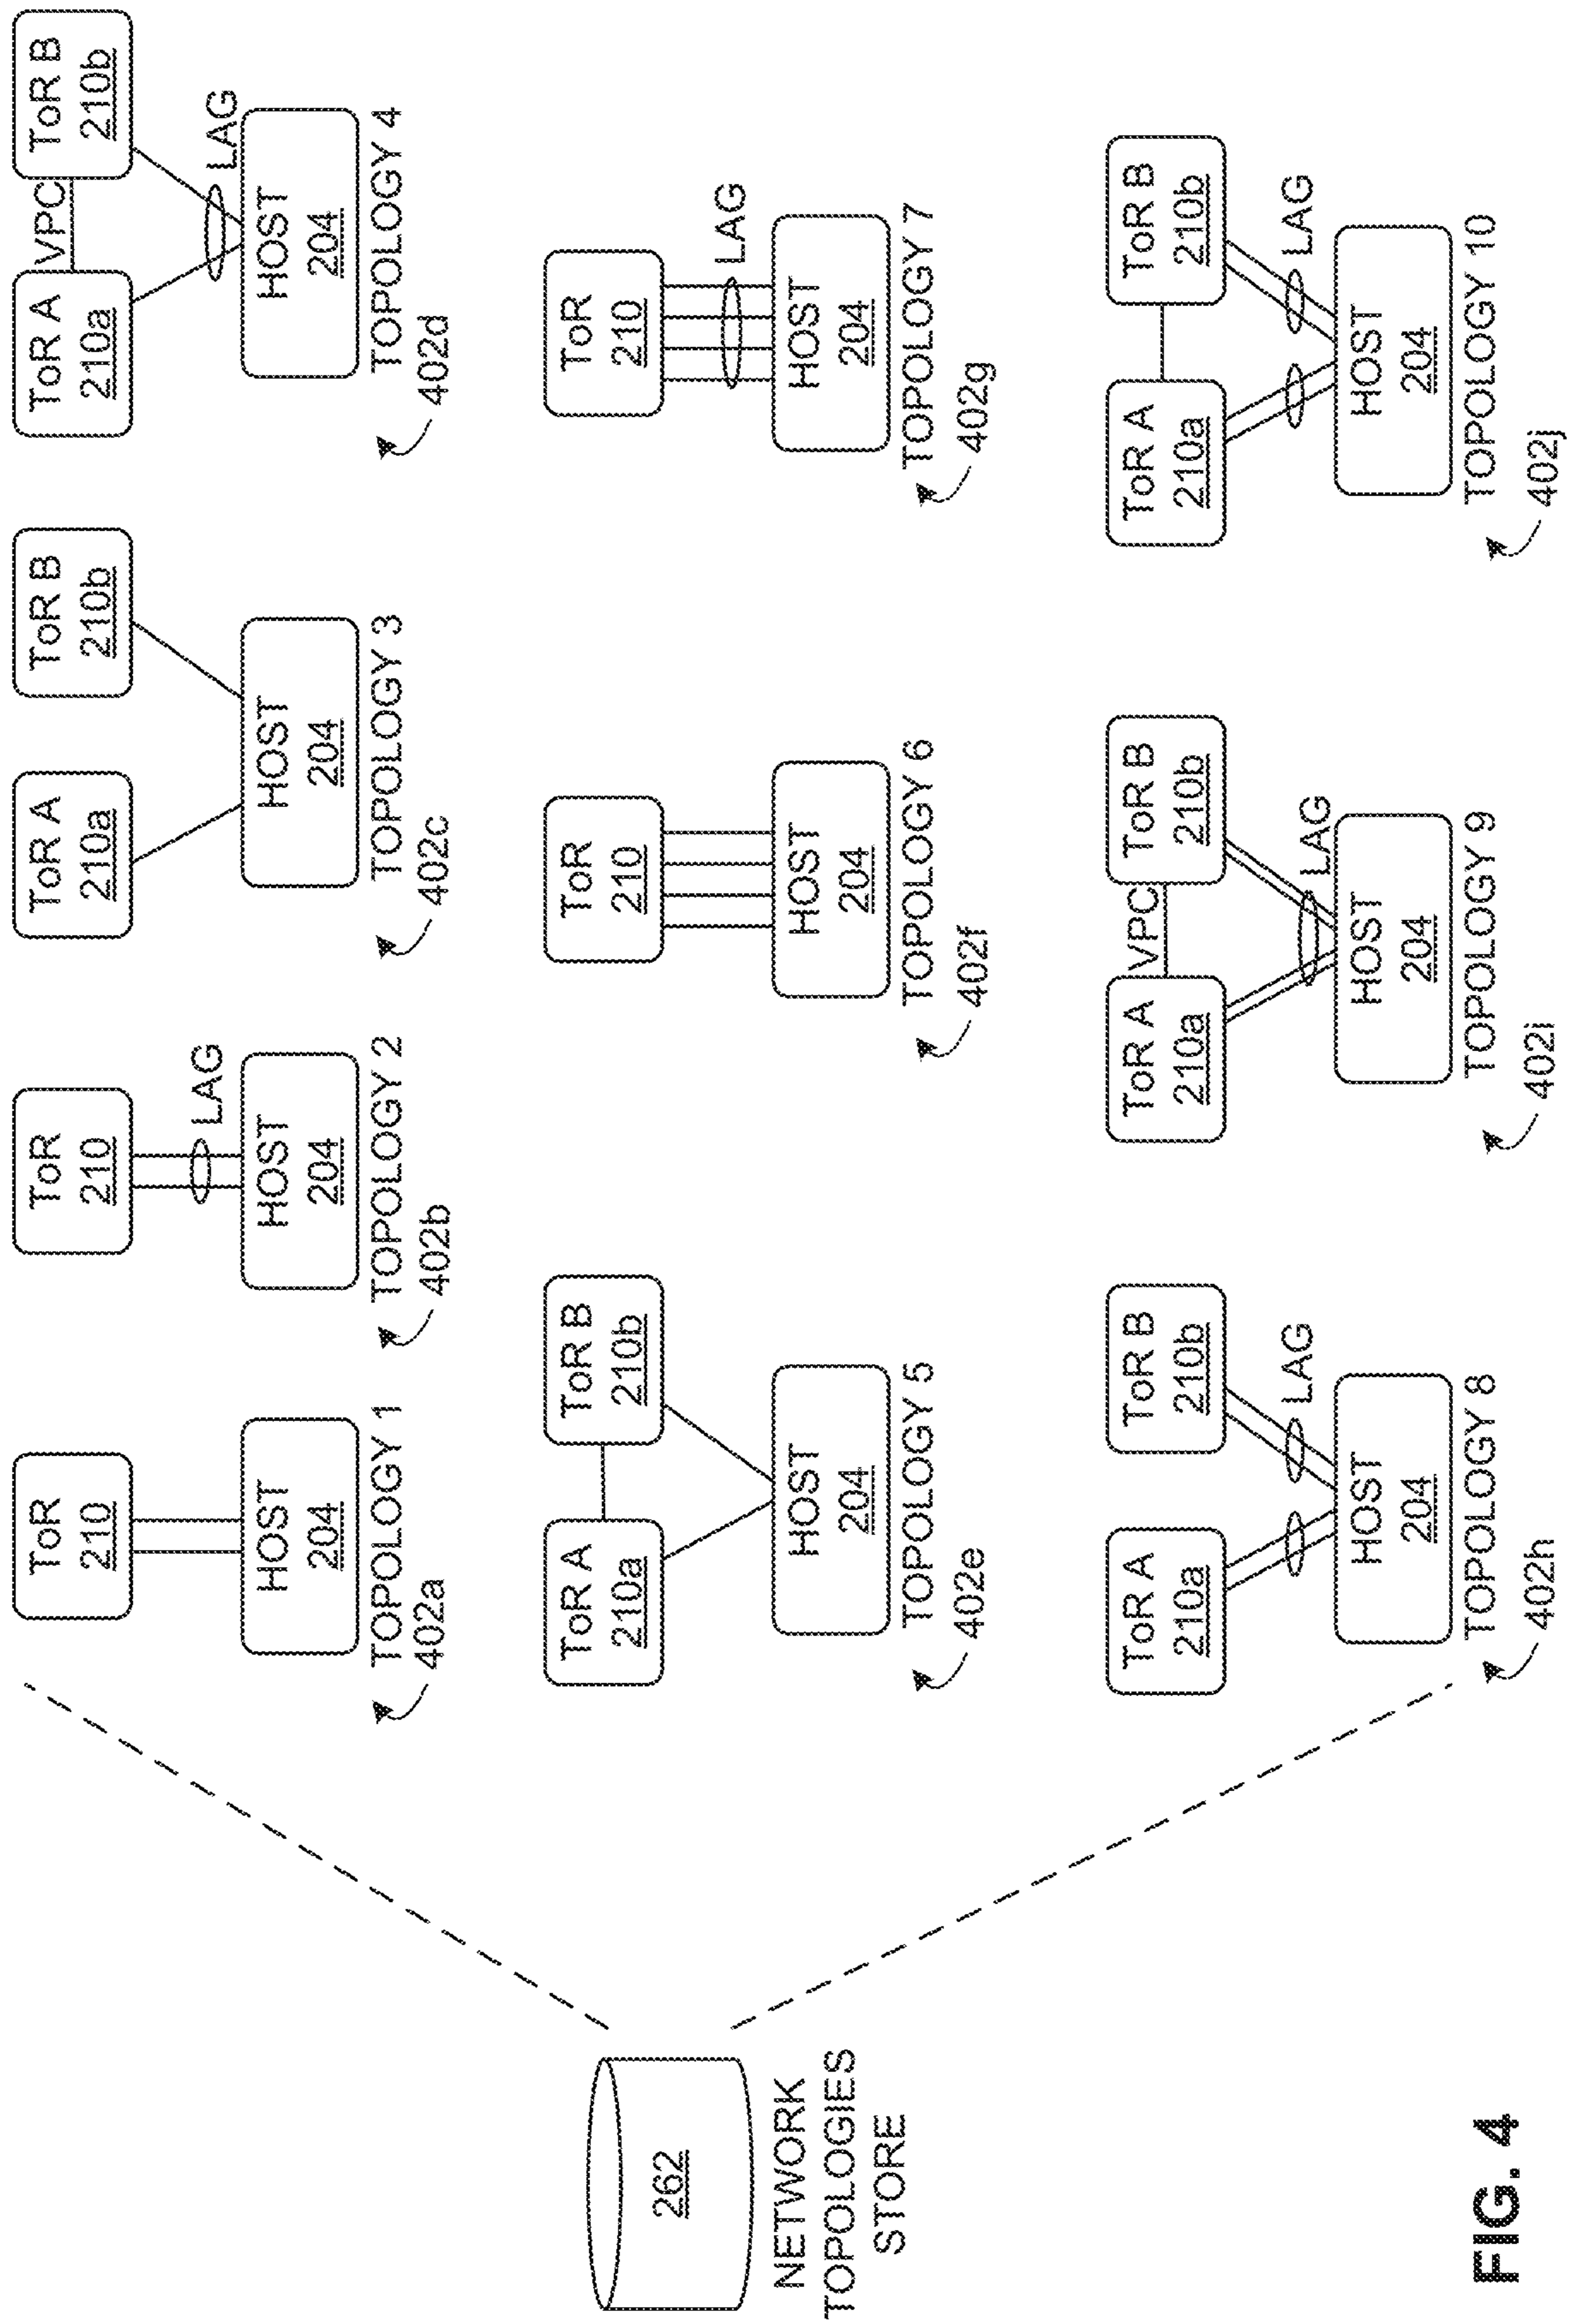 262
NETWORK
TOPOLOGIES
STORE
ToR
210
HOST
204
TOPOLOGY 1
402a
ToR
210
LAG
HOST
204
TOPOLOGY 2
402b
ToR A
210a
ToR B
210b
HOST
204
TOPOLOGY 3
402c
ToR A
210a
VPC
ToR B
210b
LAG
HOST
204
TOPOLOGY 4
402d
ToR A
210a
ToR B
210b
HOST
204
TOPOLOGY 5
402e
ToR
210
HOST
204
TOPOLOGY 6
402f
ToR
210
LAG
HOST
204
TOPOLOGY 7
402g
ToR A
210a
ToR B
210b
LAG
HOST
204
TOPOLOGY 8
402h
ToR A
210a
VPC
ToR B
210b
LAG
HOST
204
TOPOLOGY 9
402i
ToR A
210a
ToR B
210b
LAG
HOST
204
TOPOLOGY 10
402j
FIG. 4